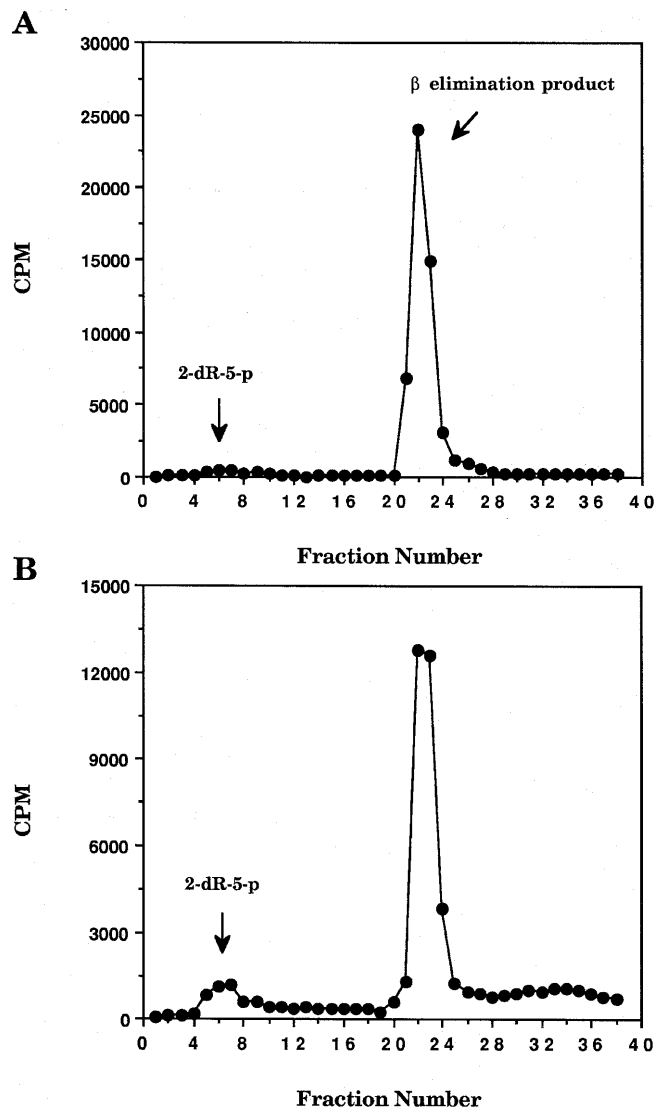 A
30000
25000
20000
15000
10000
5000
0
CPM
β elimination product
2-dR-5-p
0 4 8 12 16 20 24 28 32 36 40
Fraction Number
B
15000
12000
9000
6000
3000
0
CPM
2-dR-5-p
0 4 8 12 16 20 24 28 32 36 40
Fraction Number